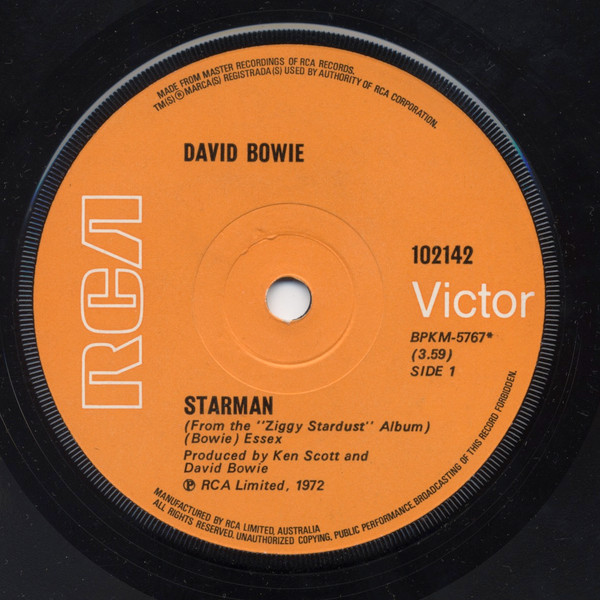 MADE FROM MASTER RECORDINGS OF RCA RECORDS.
TM(S) ® MARCA(S) REGISTRADA(S) USED BY AUTHORITY OF RCA CORPORATION.
DAVID BOWIE
RCA
102142
Victor
BPKM-5767*
(3.59)
SIDE 1
STARMAN
(From the "Ziggy Stardust" Album)
(Bowie) Essex
Produced by Ken Scott and
David Bowie
℗ RCA Limited, 1972
MANUFACTURED BY RCA LIMITED, AUSTRALIA
ALL RIGHTS RESERVED. UNAUTHORIZED COPYING, PUBLIC PERFORMANCE, BROADCASTING OF THIS RECORD FORBIDDEN.